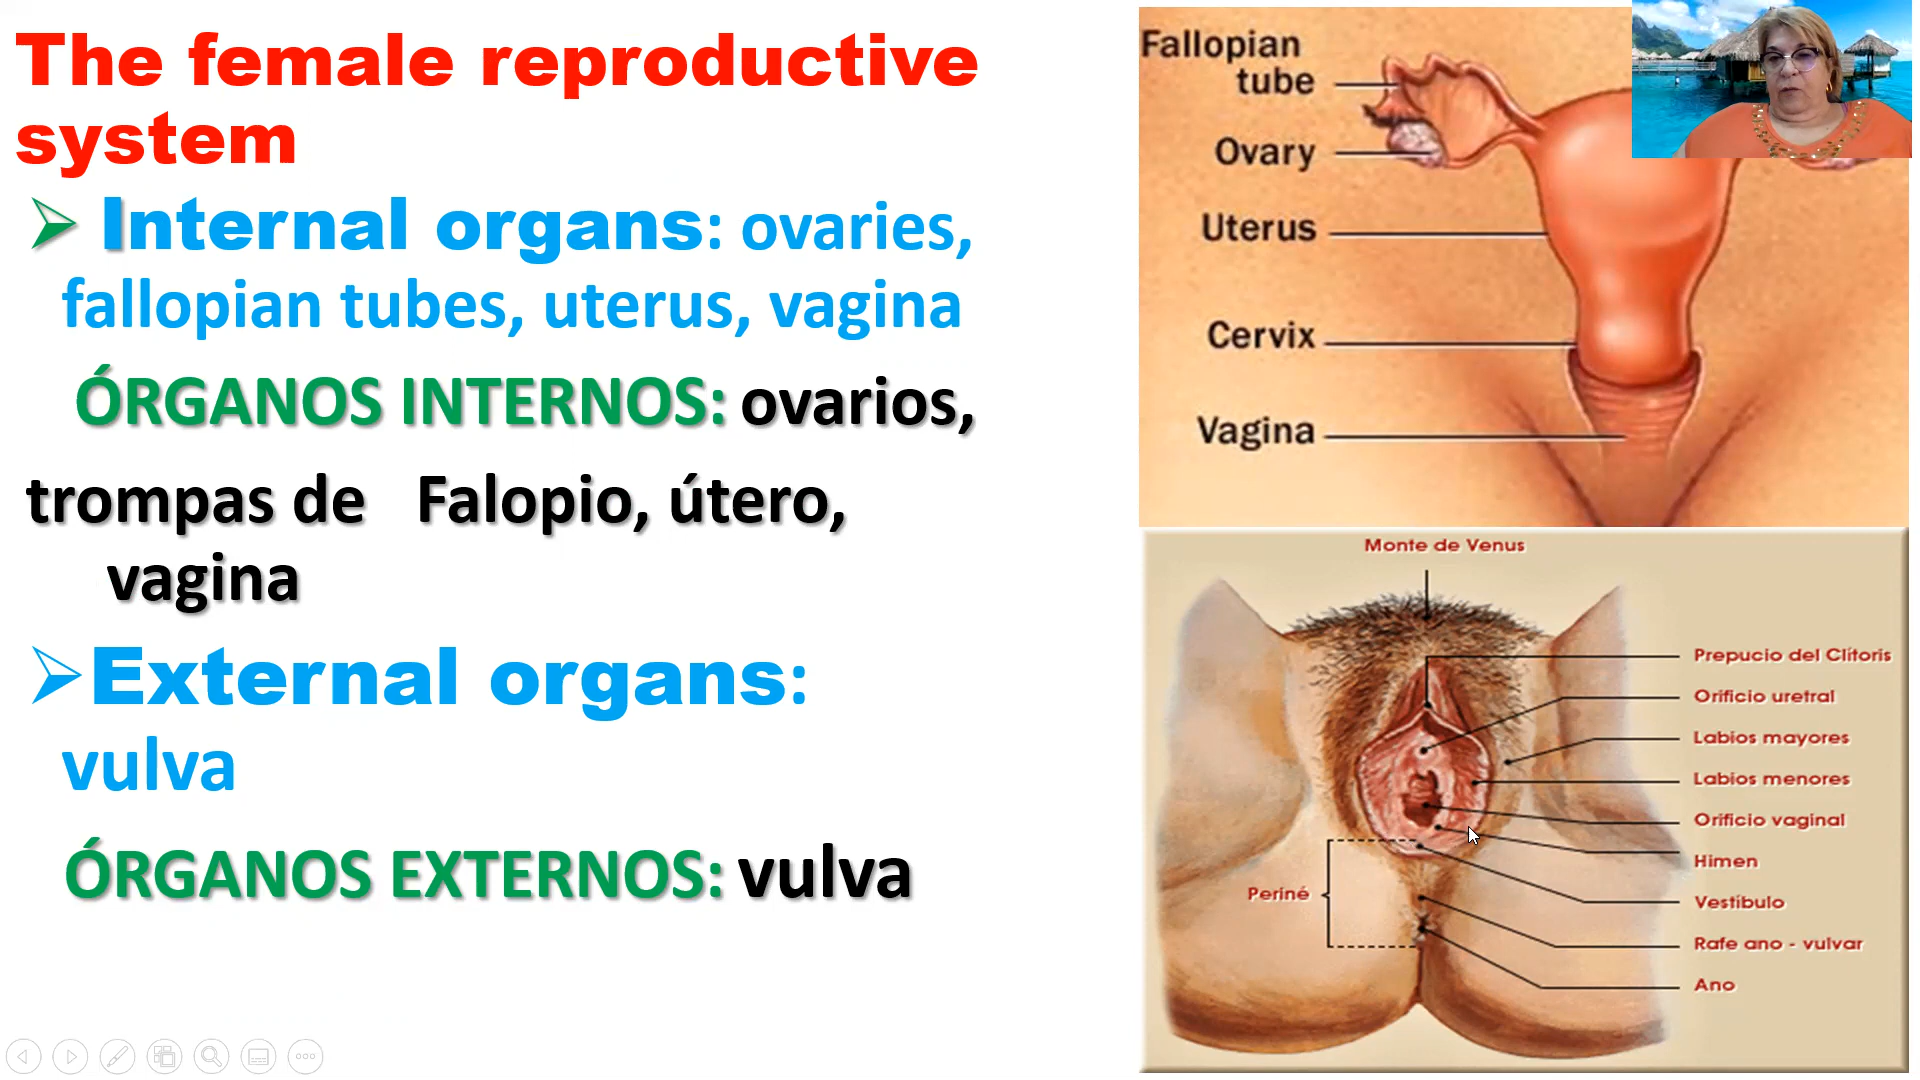 The female reproductive
system
Internal organs: ovaries,
fallopian tubes, uterus, vagina
ÓRGANOS INTERNOS: ovarios,
trompas de Falopio, útero,
vagina
External organs:
vulva
ÓRGANOS EXTERNOS: vulva
Fallopian
tube
Ovary
Uterus
Cervix
Vagina
Monte de Venus
Prepucio del Clítoris
Orificio uretral
Labios mayores
Labios menores
Orificio vaginal
Himen
Vestíbulo
Rafe ano - vulvar
Ano
Periné